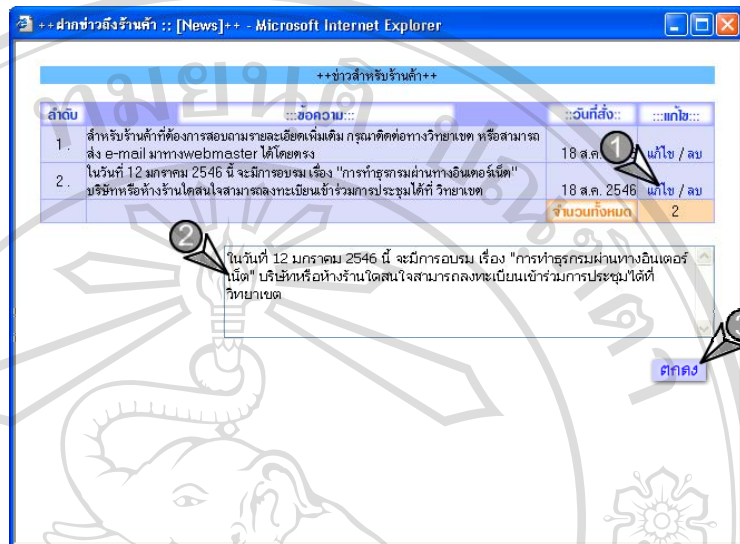 ++ฝากข่าวถึงร้านค้า :: [News]++ - Microsoft Internet Explorer
++ข่าวสำหรับร้านค้า++
ลำดับ :::ข้อความ::: ::วันที่สั่ง:: :::แก้ไข:::
1 . สำหรับร้านค้าที่ต้องการสอบถามรายละเอียดเพิ่มเติม กรุณาติดต่อทางวิทยาเขต หรือสามารถ
ส่ง e-mail มาทางwebmaster ได้โดยตรง 18 ส.ค. แก้ไข / ลบ
1
2 . ในวันที่ 12 มกราคม 2546 นี้ จะมีการอบรม เรื่อง "การทำธุรกรมผ่านทางอินเตอร์เน็ต"
บริษัทหรือห้างร้านใดสนใจสามารถลงทะเบียนเข้าร่วมการประชุมได้ที่ วิทยาเขต 18 ส.ค. 2546 แก้ไข / ลบ
จำนวนทั้งหมด 2
2
ในวันที่ 12 มกราคม 2546 นี้ จะมีการอบรม เรื่อง "การทำธุรกรมผ่านทางอินเตอร์
เน็ต" บริษัทหรือห้างร้านใดสนใจสามารถลงทะเบียนเข้าร่วมการประชุมได้ที่
วิทยาเขต
3
ตกลง